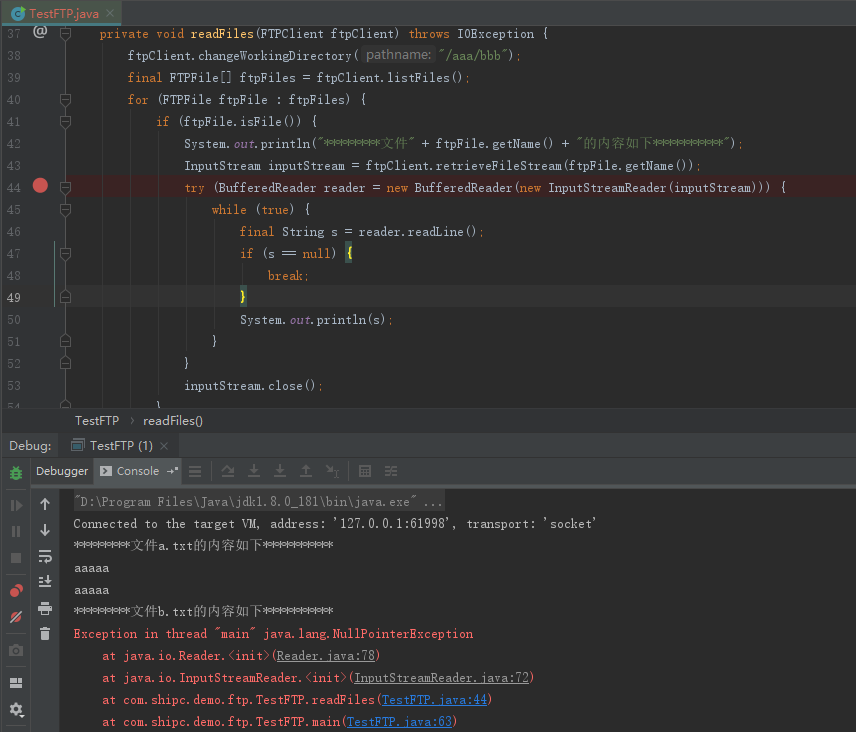 TestFTP.java
37 @ private void readFiles(FTPClient ftpClient) throws IOException {
38 ftpClient.changeWorkingDirectory( pathname: "/aaa/bbb");
39 final FTPFile[] ftpFiles = ftpClient.listFiles();
40 for (FTPFile ftpFile : ftpFiles) {
41 if (ftpFile.isFile()) {
42 System.out.println("********文件" + ftpFile.getName() + "的内容如下**********");
43 InputStream inputStream = ftpClient.retrieveFileStream(ftpFile.getName());
44 try (BufferedReader reader = new BufferedReader(new InputStreamReader(inputStream))) {
45 while (true) {
46 final String s = reader.readLine();
47 if (s == null) {
48 break;
49 }
50 System.out.println(s);
51 }
52 }
53 inputStream.close();
54 }
TestFTP › readFiles()
Debug: TestFTP (1)
Debugger Console
"D:\Program Files\Java\jdk1.8.0_181\bin\java.exe" ...
Connected to the target VM, address: '127.0.0.1:61998', transport: 'socket'
********文件a.txt的内容如下**********
aaaaa
aaaaa
********文件b.txt的内容如下**********
Exception in thread "main" java.lang.NullPointerException
at java.io.Reader.<init>(Reader.java:78)
at java.io.InputStreamReader.<init>(InputStreamReader.java:72)
at com.shipc.demo.ftp.TestFTP.readFiles(TestFTP.java:44)
at com.shipc.demo.ftp.TestFTP.main(TestFTP.java:63)